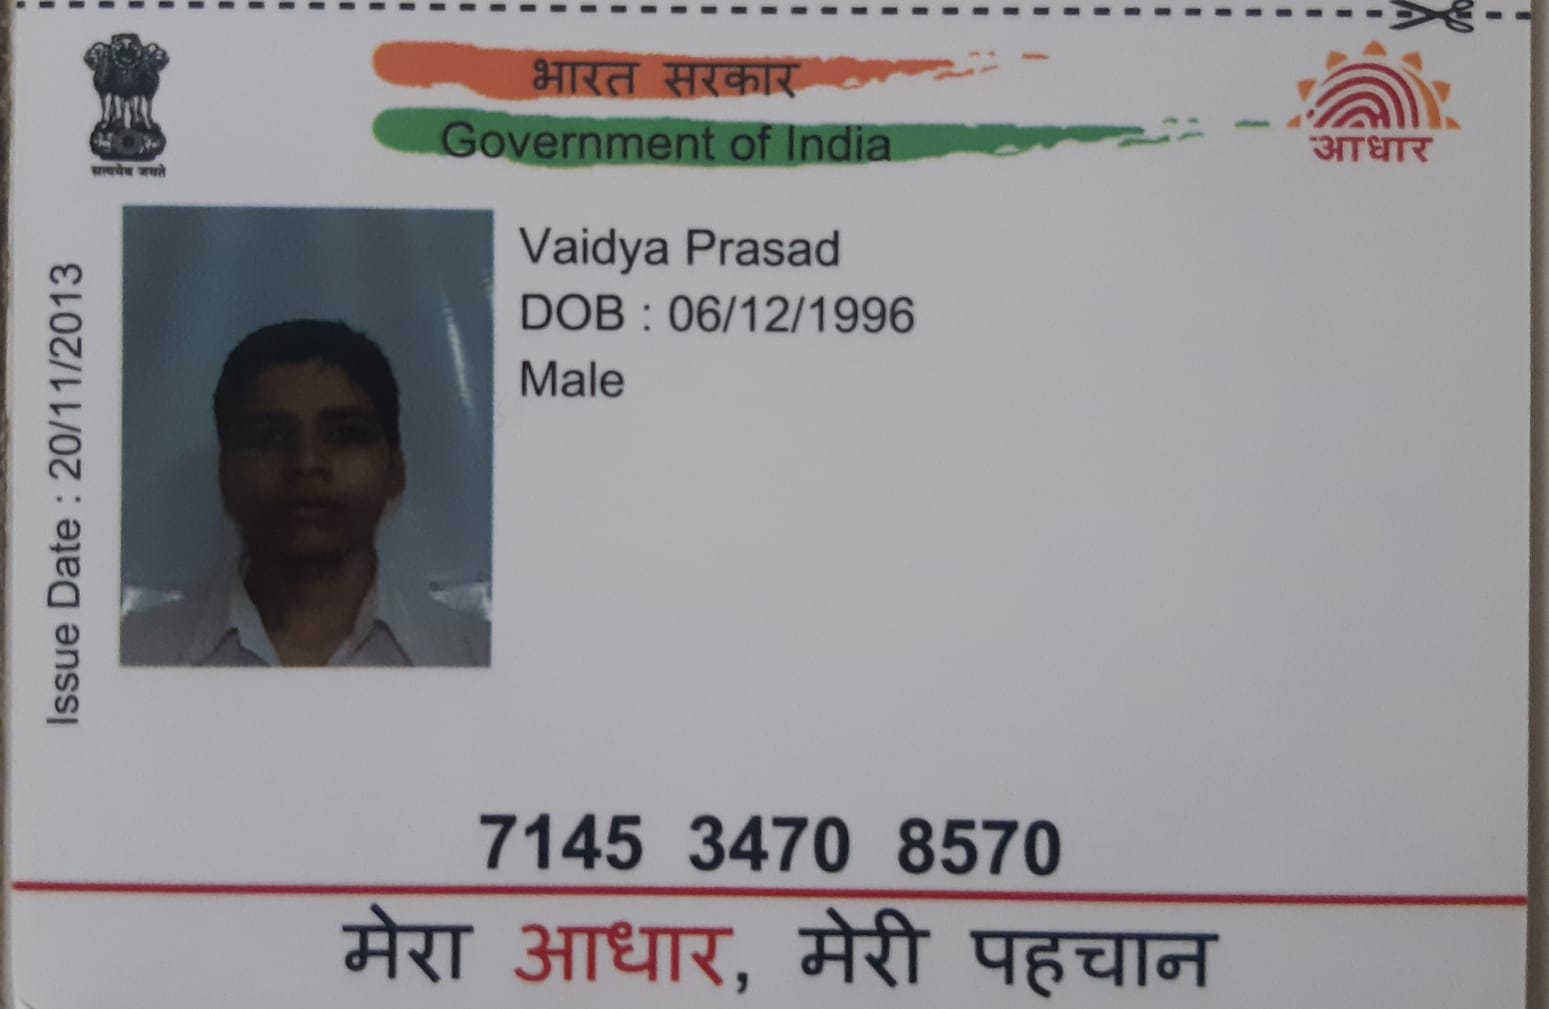 सत्यमेव जयते
भारत सरकार
Government of India
आधार
Issue Date : 20/11/2013
Vaidya Prasad
DOB : 06/12/1996
Male
7145 3470 8570
मेरा आधार, मेरी पहचान